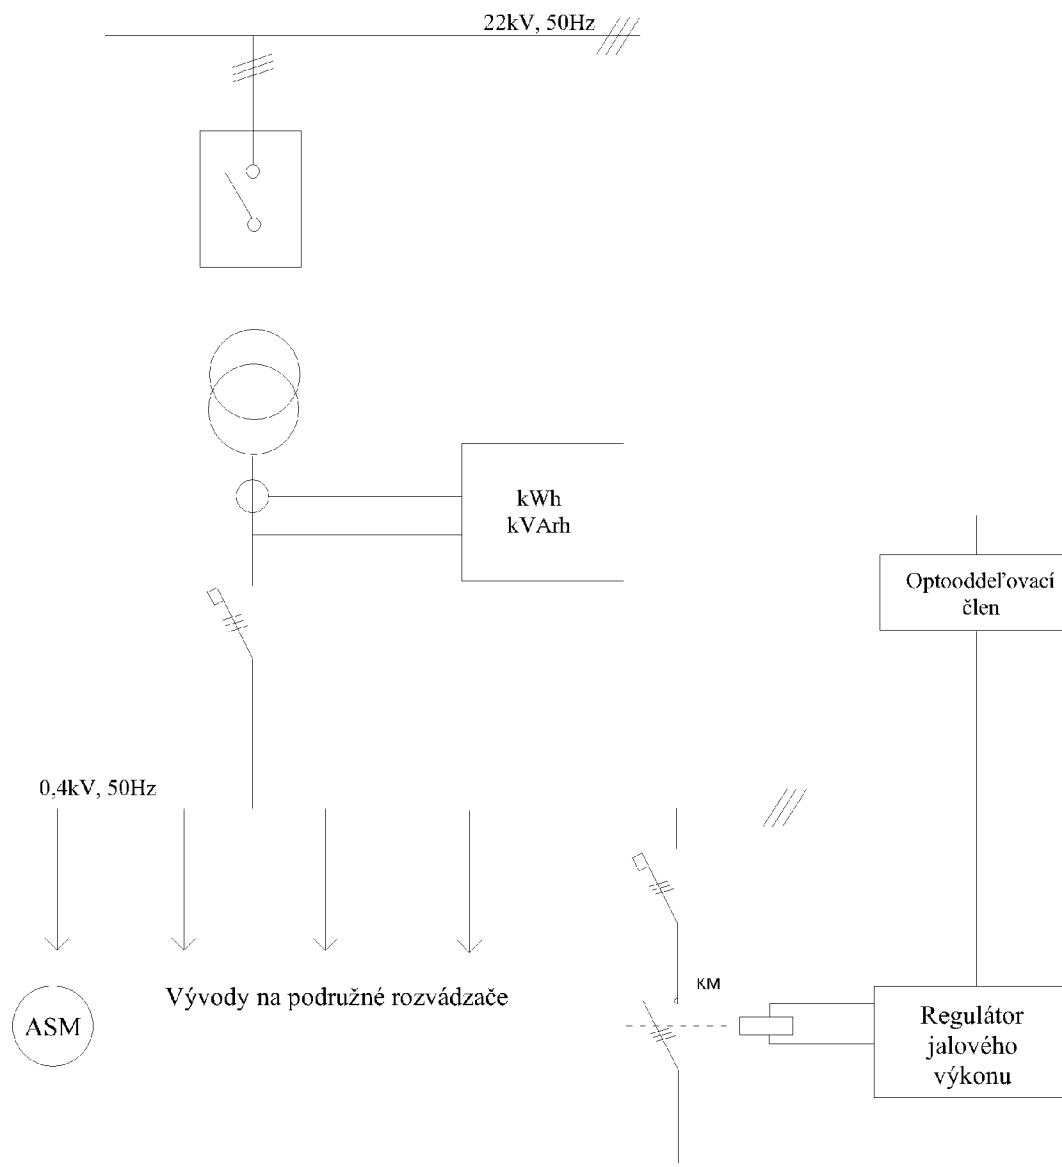 22kV, 50Hz
kWh
kVArh
Optooddeľovací
člen
0,4kV, 50Hz
Vývody na podružné rozvádzače
KM
ASM
Regulátor
jalového
výkonu